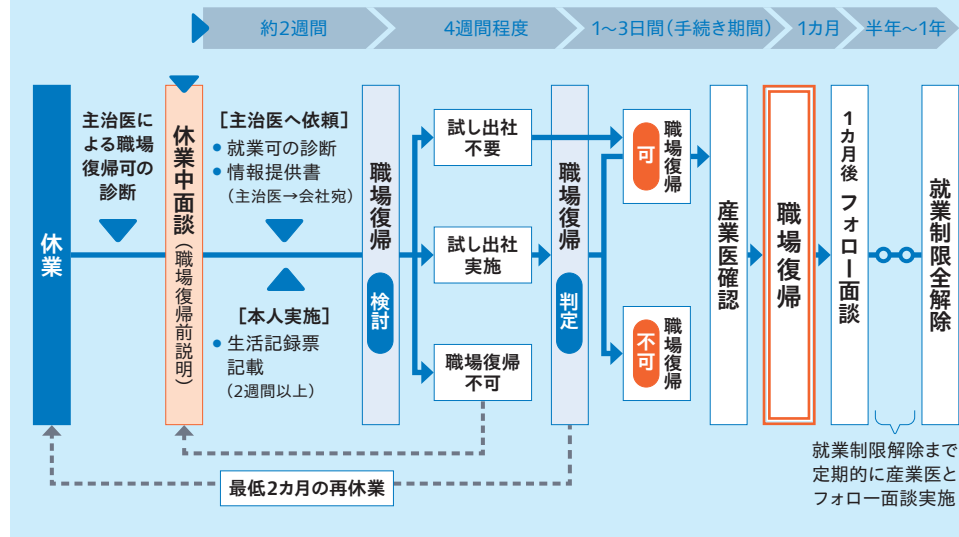 約2週間
4週間程度
1～3日間(手続き期間)
1カ月
半年～1年
休業
主治医に
よる職場
復帰可の
診断
休業中面談(職場復帰前説明)
［主治医へ依頼］
● 就業可の診断
● 情報提供書
(主治医→会社宛)
［本人実施］
● 生活記録票
記載
(2週間以上)
職場復帰
検討
試し出社
不要
試し出社
実施
職場復帰
不可
職場復帰
判定
職場復帰
可
職場復帰
不可
産業医確認
職場復帰
1カ月後 フォロー面談
就業制限全解除
最低2カ月の再休業
就業制限解除まで
定期的に産業医と
フォロー面談実施